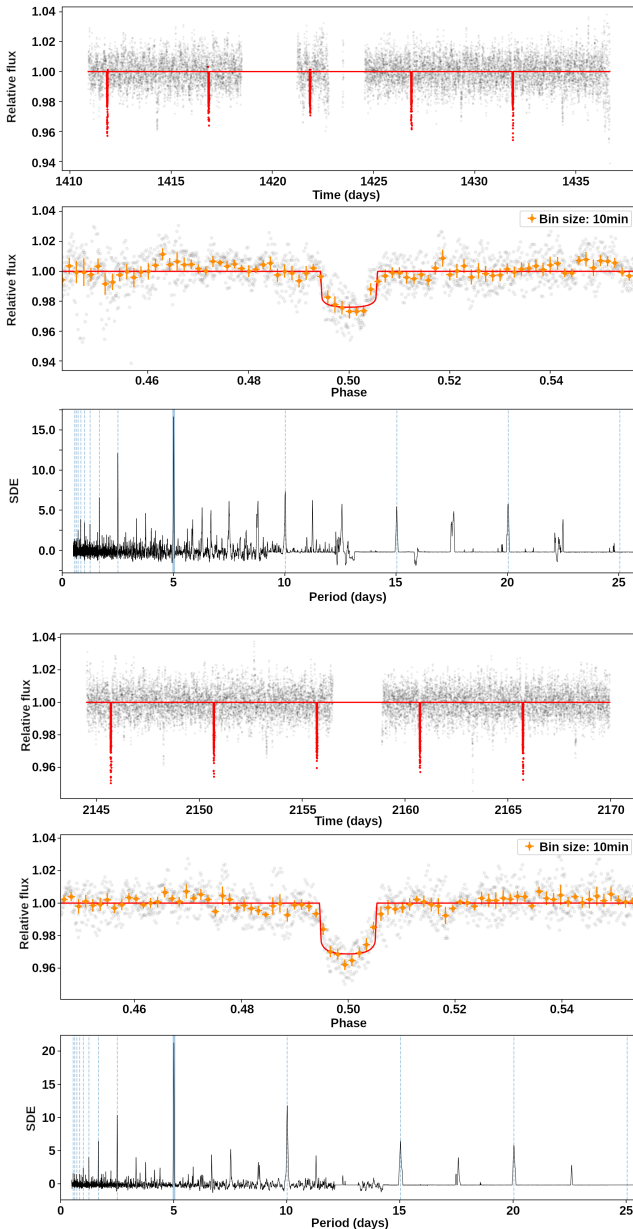 1.04
1.02
1.00
0.98
0.96
0.94
Relative flux
1410 1415 1420 1425 1430 1435
Time (days)
1.04
1.02
1.00
0.98
0.96
0.94
Relative flux
Bin size: 10min
0.46 0.48 0.50 0.52 0.54
Phase
15.0
10.0
5.0
0.0
SDE
0 5 10 15 20 25
Period (days)
1.04
1.02
1.00
0.98
0.96
Relative flux
2145 2150 2155 2160 2165 2170
Time (days)
1.04
1.02
1.00
0.98
0.96
Relative flux
Bin size: 10min
0.46 0.48 0.50 0.52 0.54
Phase
20
15
10
5
0
SDE
0 5 10 15 20 25
Period (days)